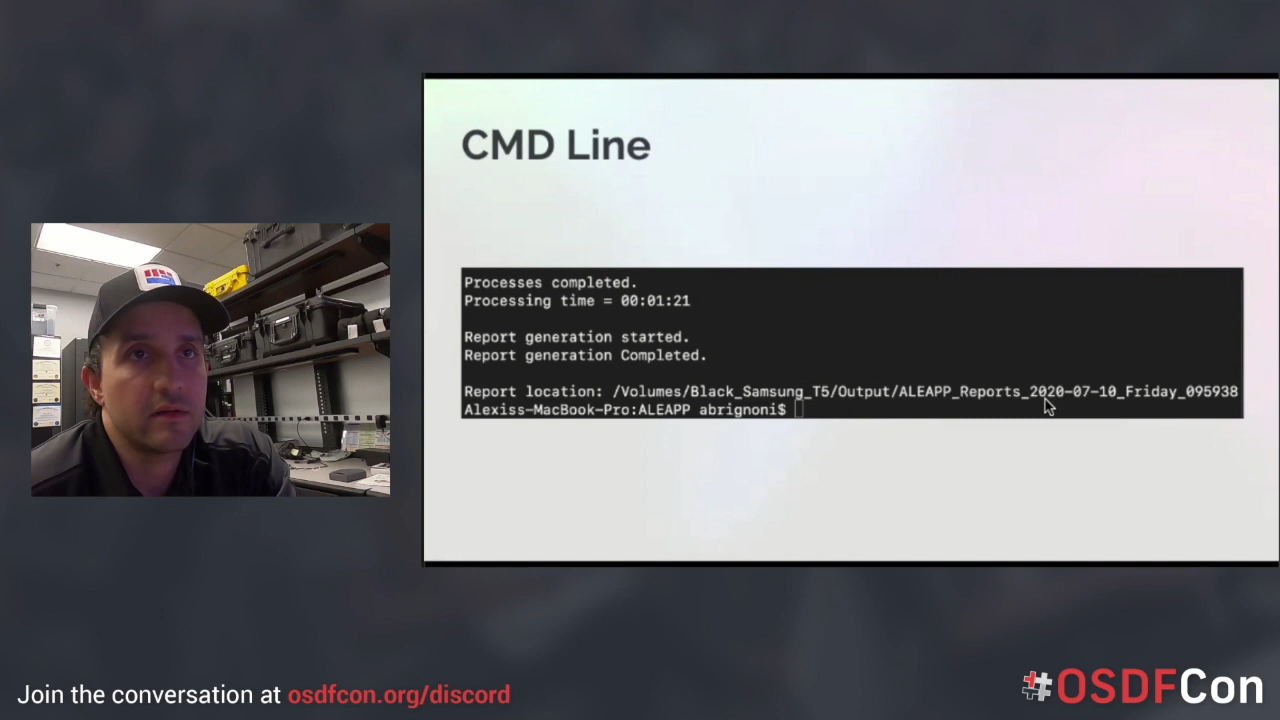 CMD Line
Processes completed.
Processing time = 00:01:21
Report generation started.
Report generation Completed.
Report location: /Volumes/Black_Samsung_T5/Output/ALEAPP_Reports_2020-07-10_Friday_095938
Alexiss-MacBook-Pro:ALEAPP abrignoni$
Join the conversation at osdfcon.org/discord
#OSDFCon